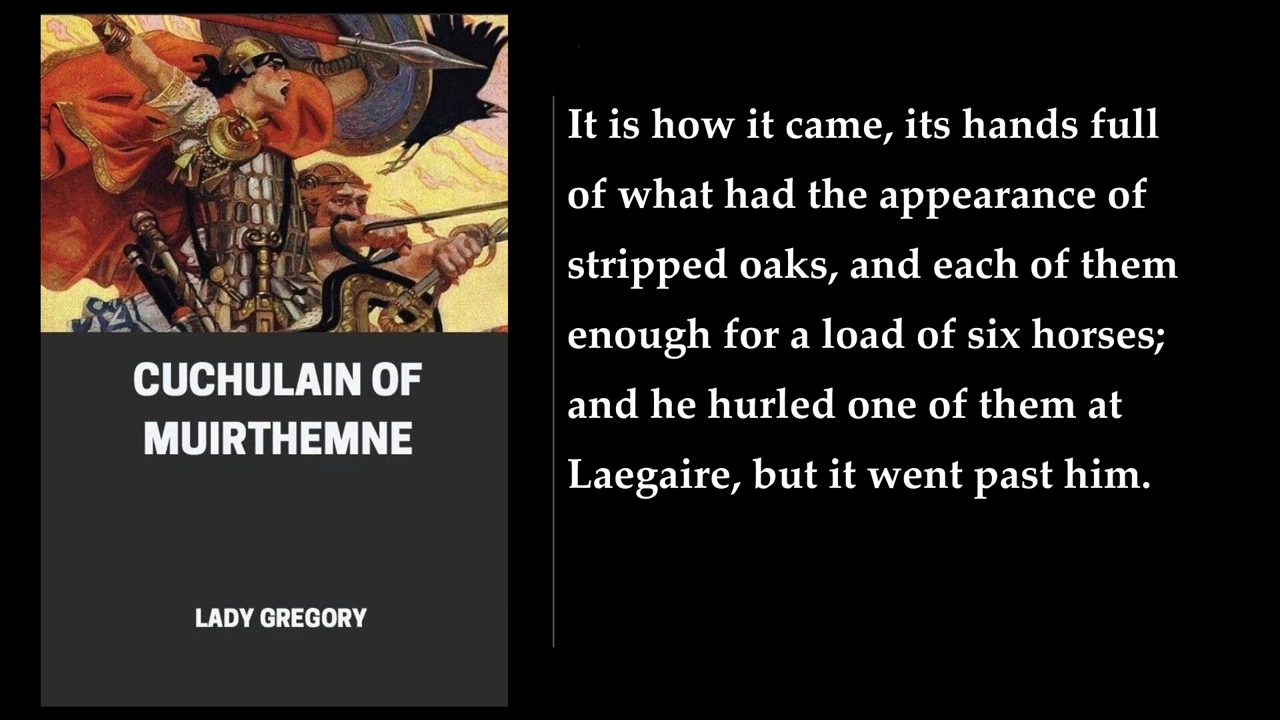 CUCHULAIN OF
MUIRTHEMNE
LADY GREGORY
It is how it came, its hands full
of what had the appearance of
stripped oaks, and each of them
enough for a load of six horses;
and he hurled one of them at
Laegaire, but it went past him.